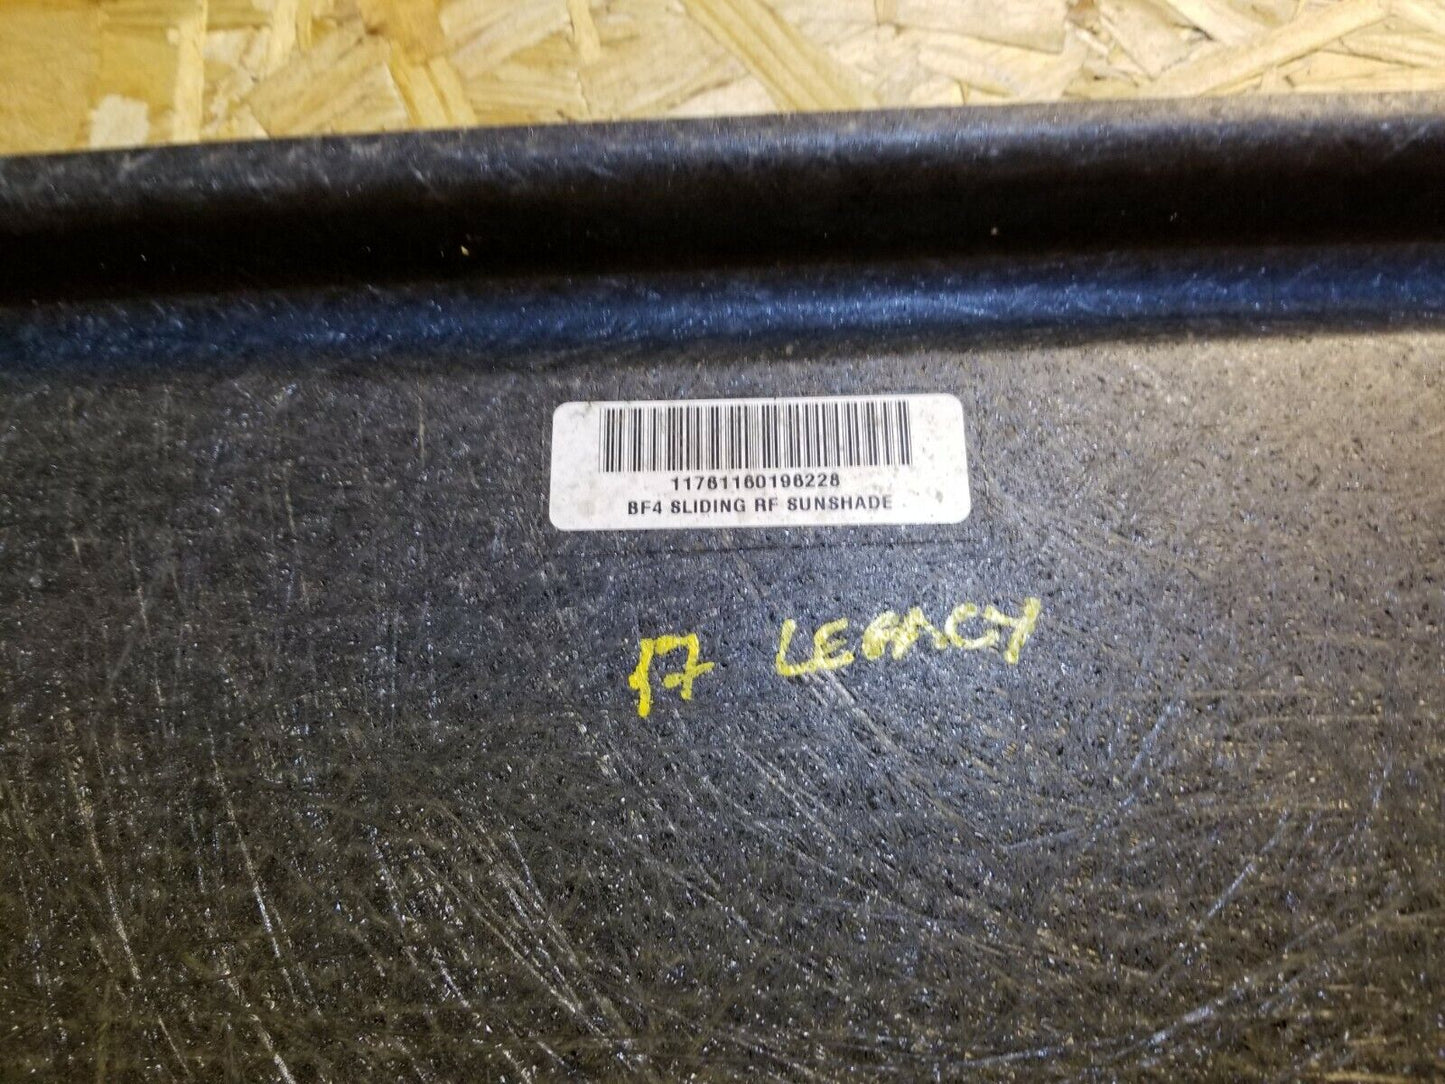 11761160196228
BF4 SLIDING RF SUNSHADE
17 LEGACY